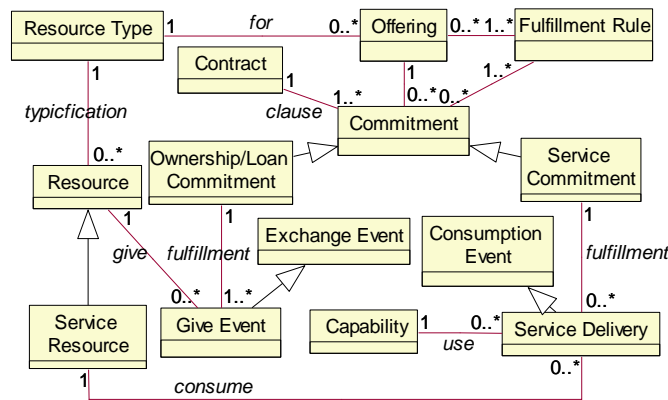 Resource Type
1
for
0..*
Offering
0..*
1..*
Fulfillment Rule
1
Contract
1
1
1..*
clause
1..*
0..*
0..*
typicfication
Commitment
0..*
Ownership/Loan
Commitment
Service
Commitment
Resource
1
1
1
give
fulfillment
Exchange Event
Consumption
Event
fulfillment
0..*
1..*
0..*
Service
Resource
Give Event
Capability
1
0..*
use
Service Delivery
1
consume
0..*